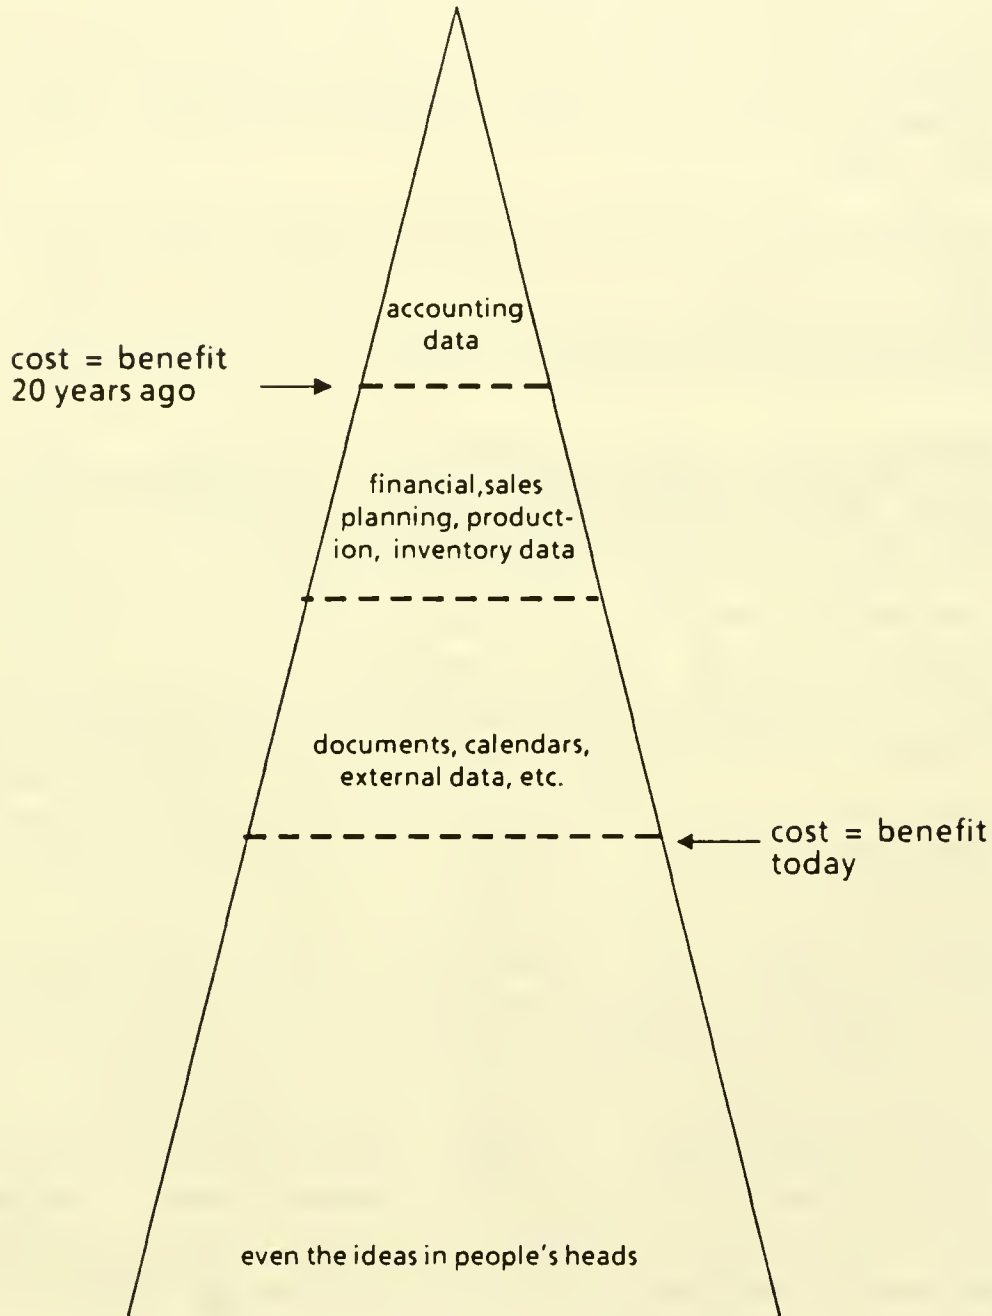 accounting
data
cost = benefit
20 years ago
financial,sales
planning, product-
ion, inventory data
documents, calendars,
external data, etc.
cost = benefit
today
even the ideas in people's heads